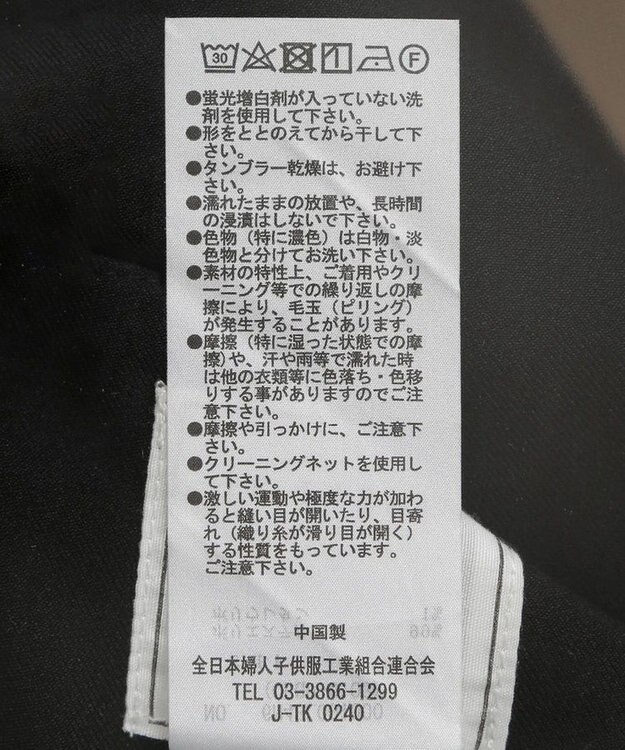 30 F
●蛍光増白剤が入っていない洗
剤を使用して下さい。
●形をととのえてから干して下
さい。
●タンブラー乾燥は、お避け下
さい。
●濡れたままの放置や、長時間
の浸漬はしないで下さい。
●色物（特に濃色）は白物・淡
色物と分けてお洗い下さい。
●素材の特性上、ご着用やクリ
ーニング等での繰り返しの摩
擦により、毛玉（ピリング）
が発生することがあります。
●摩擦（特に湿った状態での摩
擦)や、汗や雨等で濡れた時
は他の衣類等に色落ち・色移
りする事がありますのでご注
意下さい。
●摩擦や引っかけに、ご注意下
さい。
●クリーニングネットを使用し
て下さい。
●激しい運動や極度な力が加わ
ると縫い目が開いたり、目寄
れ（織り糸が滑り目が開く）
する性質をもっています。
ご注意下さい。
中国製
全日本婦人子供服工業組合連合会
TEL 03-3866-1299
J-TK 0240